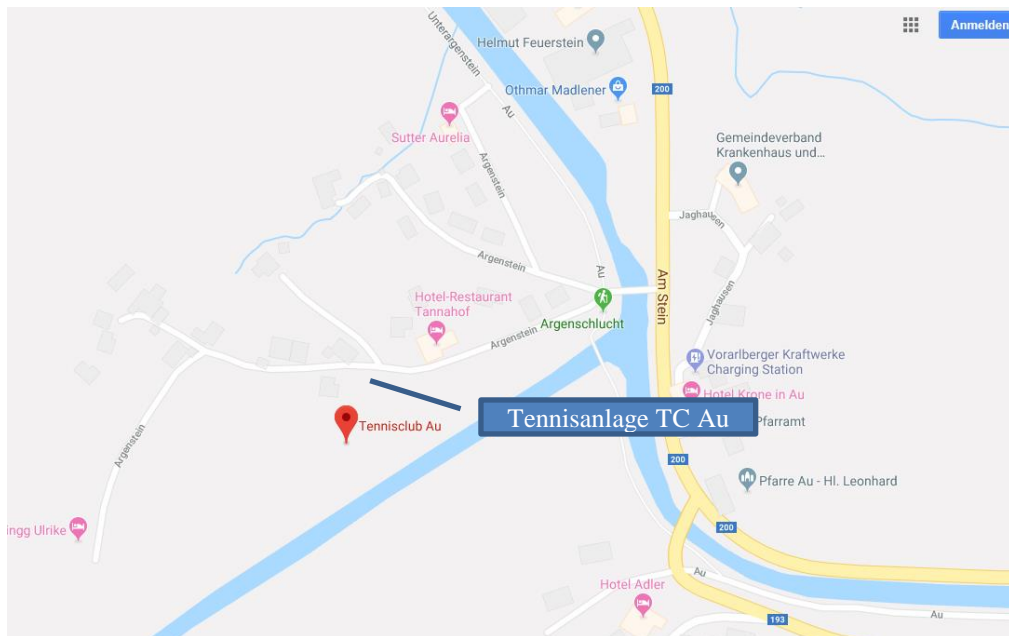 Anmelden
Unterargenstein
Helmut Feuerstein
Othmar Madlener
200
Au
Sutter Aurelia
Gemeindeverband
Krankenhaus und...
Argenstein
Jaghausen
Argenstein
Au
Am Stein
Hotel-Restaurant
Tannahof
Argenschlucht
Jaghausen
Argenstein
Vorarlberger Kraftwerke
Charging Station
Hotel Krone in Au
Tennisanlage TC Au
Pfarramt
Tennisclub Au
Argenstein
200
Pfarre Au - Hl. Leonhard
ingg Ulrike
200
Au
Hotel Adler
Au
193